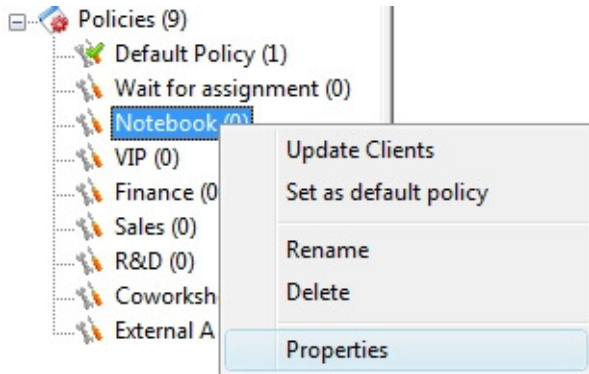 Policies (9)
Default Policy (1)
Wait for assignment (0)
Notebook (0)
VIP (0)
Finance (0
Sales (0)
R&D (0)
Coworksh
External A
Update Clients
Set as default policy
Rename
Delete
Properties